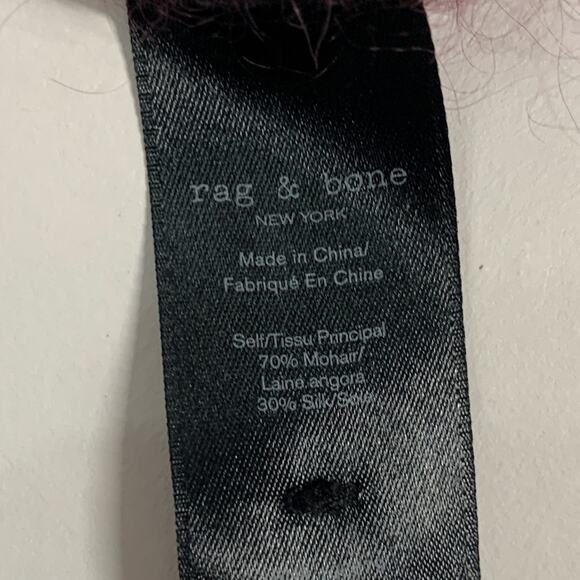 rag & bone
NEW YORK
Made in China/
Fabriqué En Chine
Self/Tissu Principal
70% Mohair/
Laine angora
30% Silk/Soie